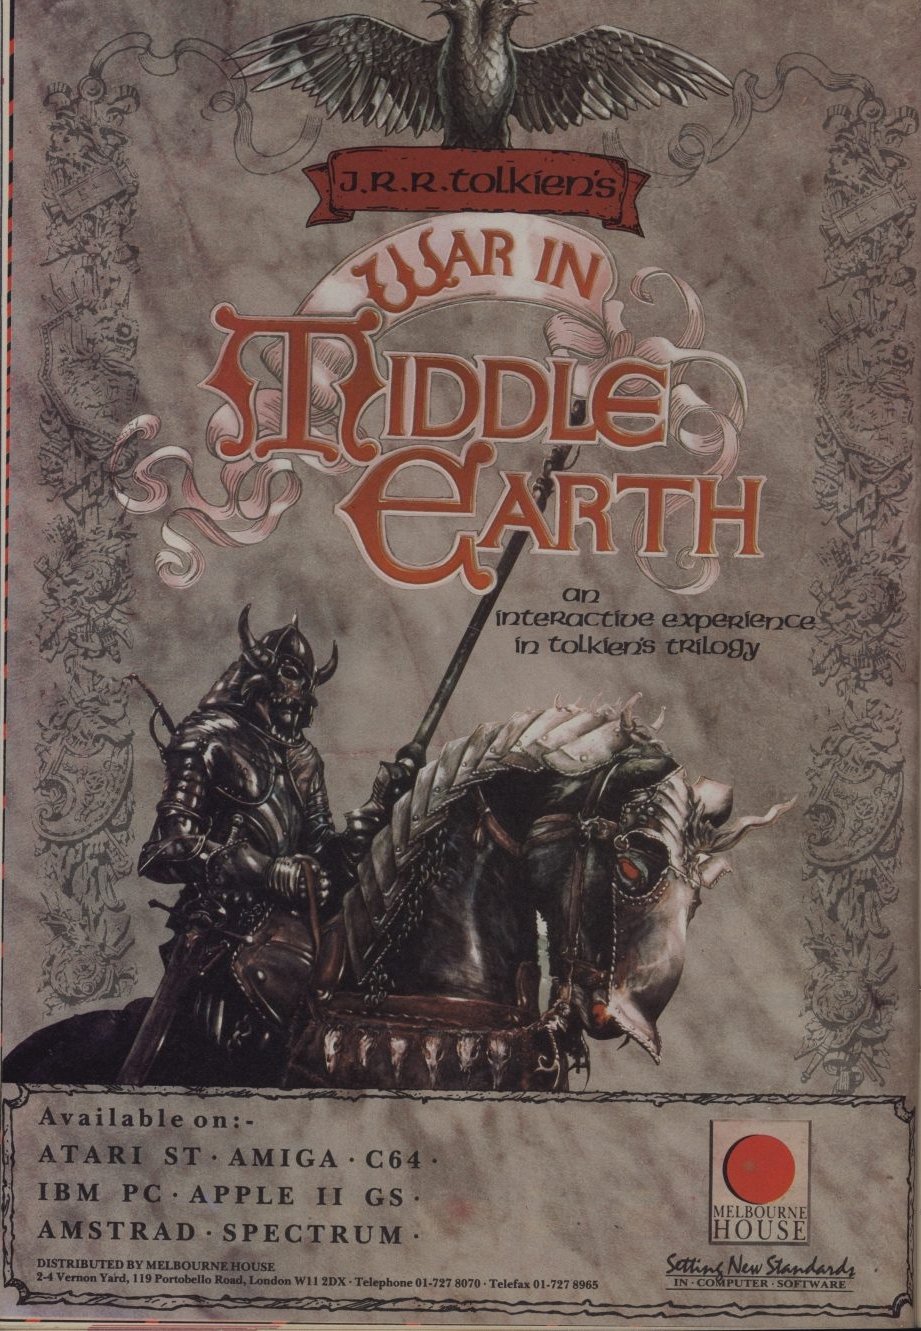 J.R.R. Tolkien's
WAR IN
MIDDLE
EARTH
an
interactive experience
in tolkien's trilogy
Available on:-
ATARI ST · AMIGA · C64 ·
IBM PC · APPLE II GS ·
AMSTRAD · SPECTRUM ·
DISTRIBUTED BY MELBOURNE HOUSE
2-4 Vernon Yard, 119 Portobello Road, London W11 2DX · Telephone 01-727 8070 · Telefax 01-727 8965
MELBOURNE
HOUSE
Setting New Standards
IN · COMPUTER · SOFTWARE